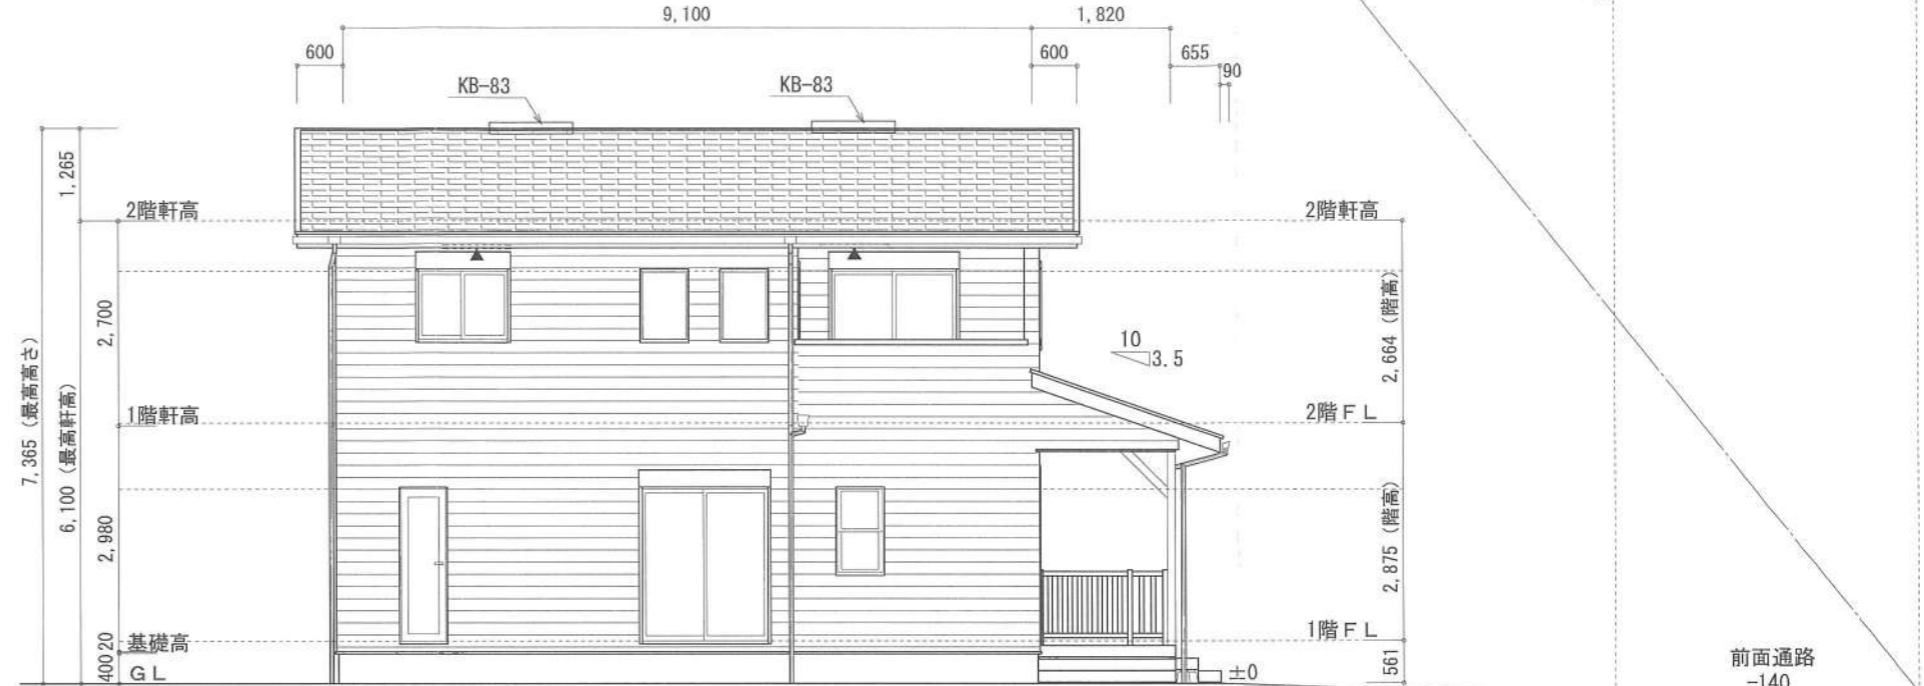 9,100
1,820
600
600
655
90
KB-83
KB-83
1,265
2階軒高
2階軒高
2,700
2,664 (階高)
10
3.5
7,365 (最高高さ)
6,100 (最高軒高)
1階軒高
2階ＦＬ
2,980
2,875 (階高)
20
基礎高
1階ＦＬ
400
ＧＬ
±0
561
前面通路
-140